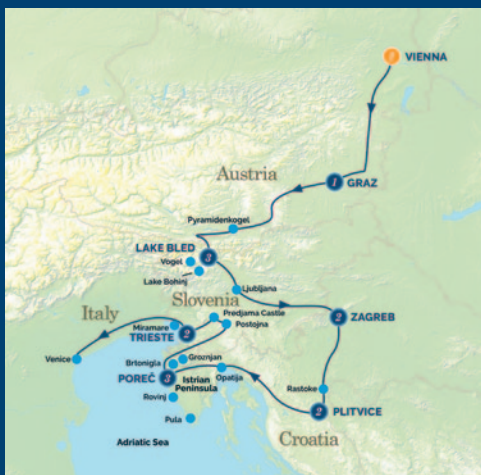 VIENNA
Austria
1
GRAZ
Pyramidenkogel
LAKE BLED
3
Vogel
Lake Bohinj
Ljubljana
Slovenia
Predjama Castle
Postojna
2
ZAGREB
Italy
Miramare
TRIESTE
2
Venice
Brtonigla
Groznjan
POREČ
3
Istrian
Peninsula
Opatija
Rovinj
Pula
Rastoke
2
PLITVICE
Adriatic Sea
Croatia